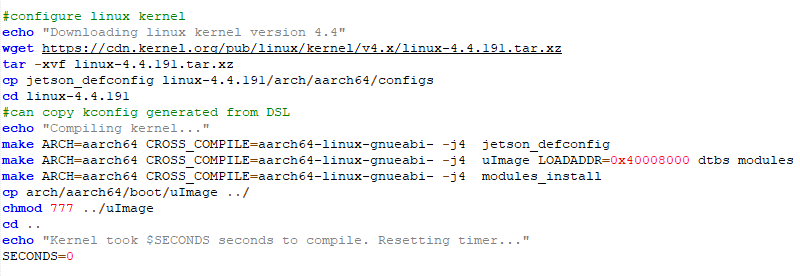 #configure linux kernel
echo "Downloading linux kernel version 4.4"
wget https://cdn.kernel.org/pub/linux/kernel/v4.x/linux-4.4.191.tar.xz
tar -xvf linux-4.4.191.tar.xz
cp jetson_defconfig linux-4.4.191/arch/aarch64/configs
cd linux-4.4.191
#can copy kconfig generated from DSL
echo "Compiling kernel..."
make ARCH=aarch64 CROSS_COMPILE=aarch64-linux-gnueabi- -j4  jetson_defconfig
make ARCH=aarch64 CROSS_COMPILE=aarch64-linux-gnueabi- -j4  uImage LOADADDR=0x40008000 dtbs modules
make ARCH=aarch64 CROSS_COMPILE=aarch64-linux-gnueabi- -j4  modules_install
cp arch/aarch64/boot/uImage ../
chmod 777 ../uImage
cd ..
echo "Kernel took $SECONDS seconds to compile. Resetting timer..."
SECONDS=0